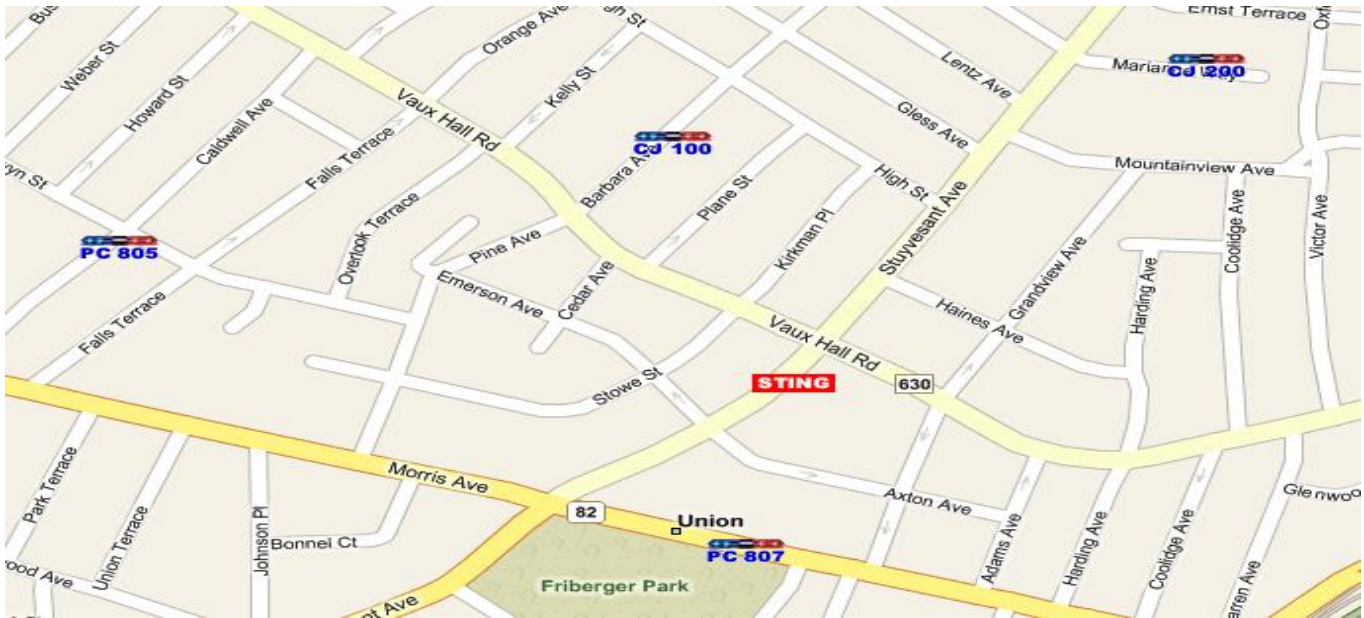 Ernst Terrace
Orange Ave
Weber St
Kelly St
Lentz Ave
CJ 200
Howard St
Vaux Hall Rd
Gless Ave
Caldwell Ave
CJ 100
Mountainview Ave
Falls Terrace
Barbara Ave
Plane St
High St
Stuyvesant Ave
Coolidge Ave
Victor Ave
PC 805
Overlook Terrace
Pine Ave
Kirkman Pl
Grandview Ave
Emerson Ave
Cedar Ave
Harding Ave
Haines Ave
Falls Terrace
Vaux Hall Rd
STING
630
Stowe St
Morris Ave
Park Terrace
Axton Ave
82
Union
Union Terrace
Johnson Pl
Bonnel Ct
PC 807
Adams Ave
Harding Ave
Coolidge Ave
Friberger Park